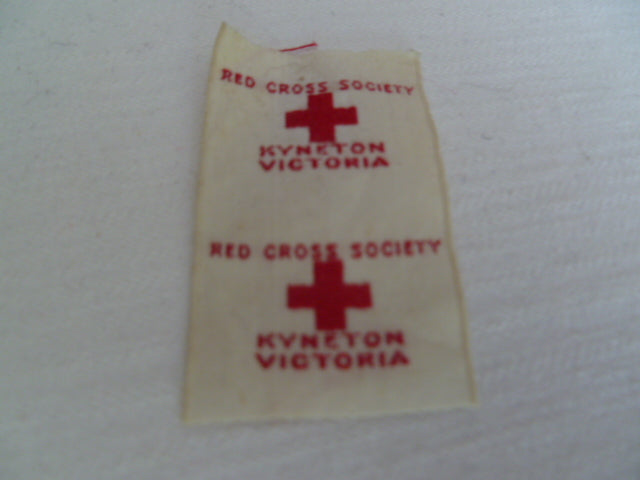 RED CROSS SOCIETY
KYNETON
VICTORIA
RED CROSS SOCIETY
KYNETON
VICTORIA